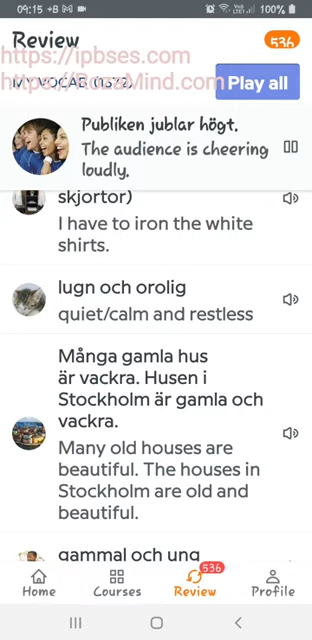 09:15 +B
100%
Review
536
https://ipbses.com
https://RosaMind.com
MY VOCAB (1572)
Play all
Publiken jublar högt.
The audience is cheering
loudly.
skjortor)
I have to iron the white
shirts.
lugn och orolig
quiet/calm and restless
Många gamla hus
är vackra. Husen i
Stockholm är gamla och
vackra.
Many old houses are
beautiful. The houses in
Stockholm are old and
beautiful.
gammal och ung
536
Home Courses Review Profile